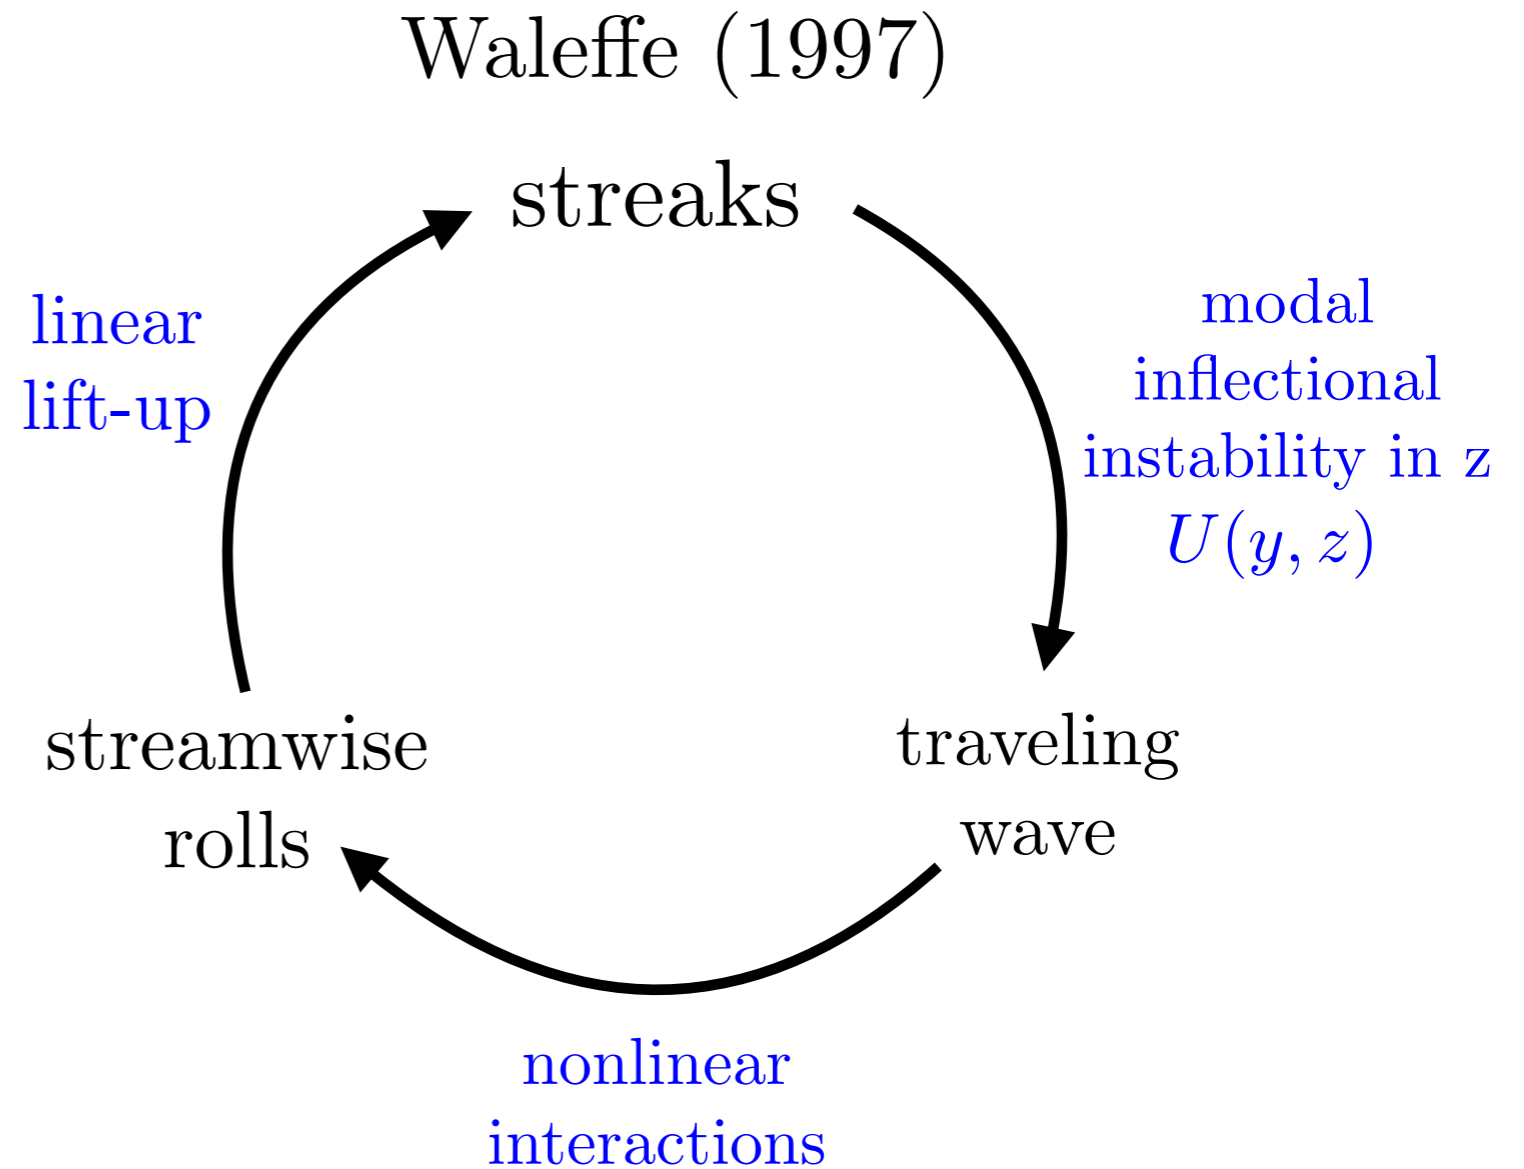 Waleffe (1997)
streaks
linear
lift-up
modal
inflectional
instability in z
U(y, z)
streamwise
rolls
traveling
wave
nonlinear
interactions